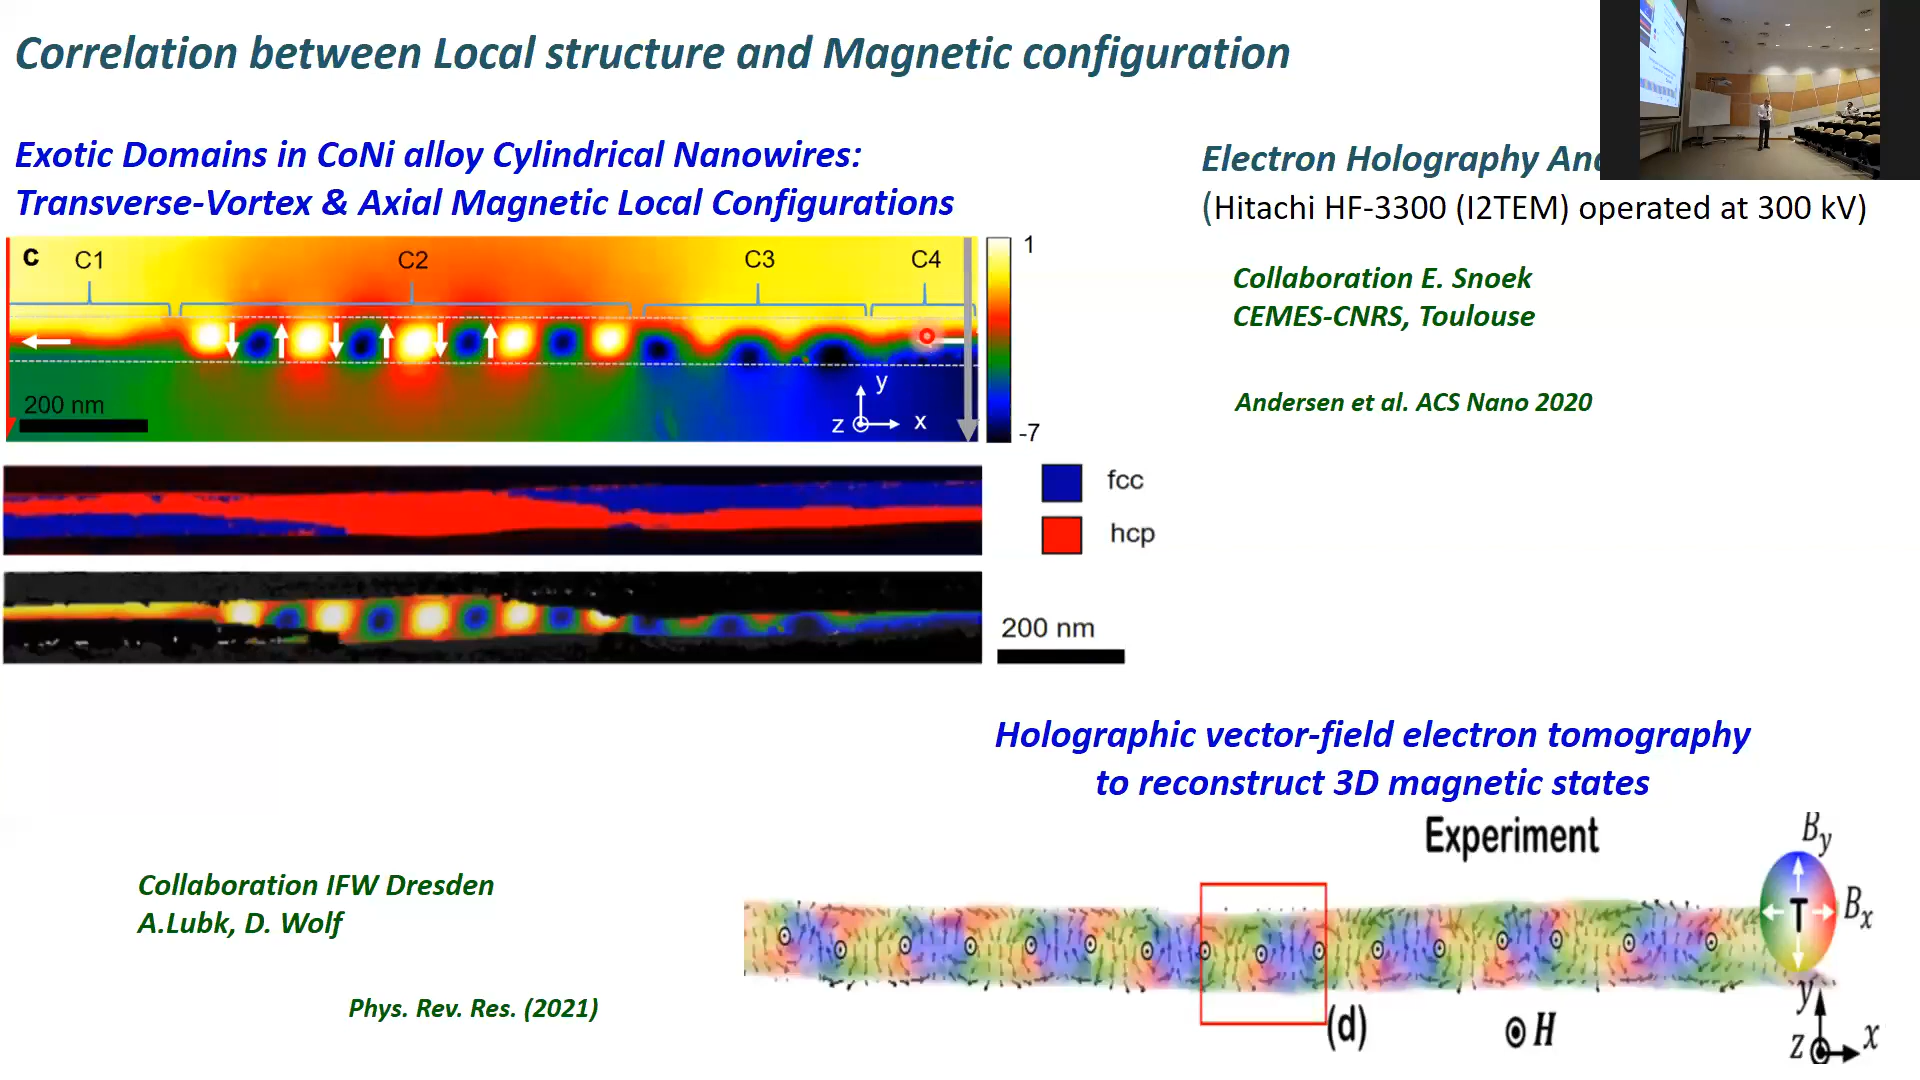 Correlation between Local structure and Magnetic configuration
Exotic Domains in CoNi alloy Cylindrical Nanowires:
Transverse-Vortex & Axial Magnetic Local Configurations
Electron Holography
(Hitachi HF-3300 (I2TEM) operated at 300 kV)
c C1 C2 C3 C4
1
200 nm
y
z x
-7
Collaboration E. Snoek
CEMES-CNRS, Toulouse
Andersen et al. ACS Nano 2020
fcc
hcp
200 nm
Holographic vector-field electron tomography
to reconstruct 3D magnetic states
Experiment
By
Bx
T
Collaboration IFW Dresden
A.Lubk, D. Wolf
Phys. Rev. Res. (2021)
(d)
H
y
z x